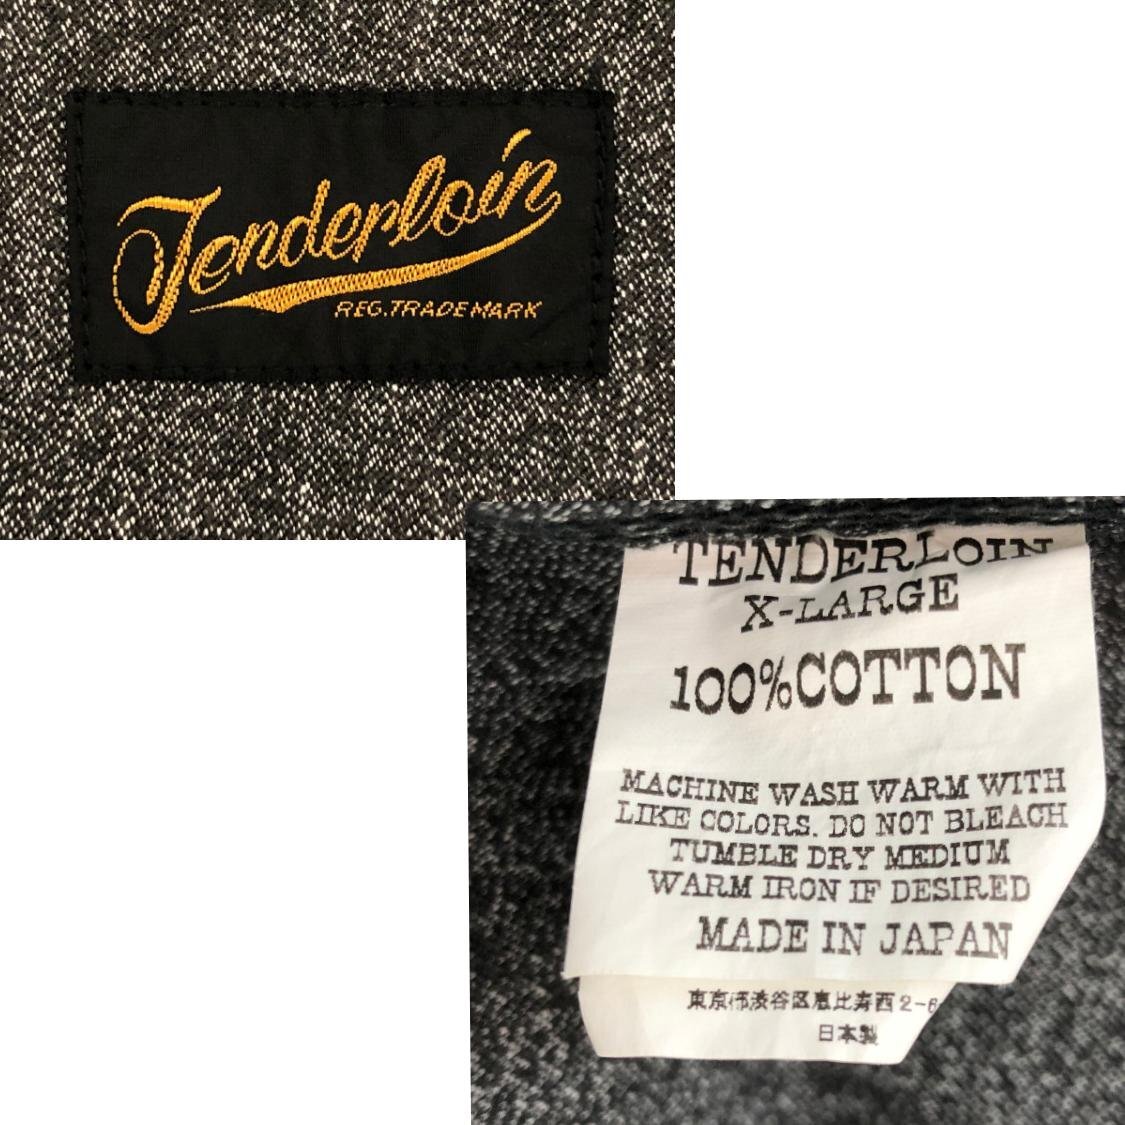 Tenderloin
REG.TRADEMARK
TENDERLOIN
X-LARGE
100%COTTON
MACHINE WASH WARM WITH
LIKE COLORS. DO NOT BLEACH
TUMBLE DRY MEDIUM
WARM IRON IF DESIRED
MADE IN JAPAN
東京都渋谷区恵比寿西2-6
日本製